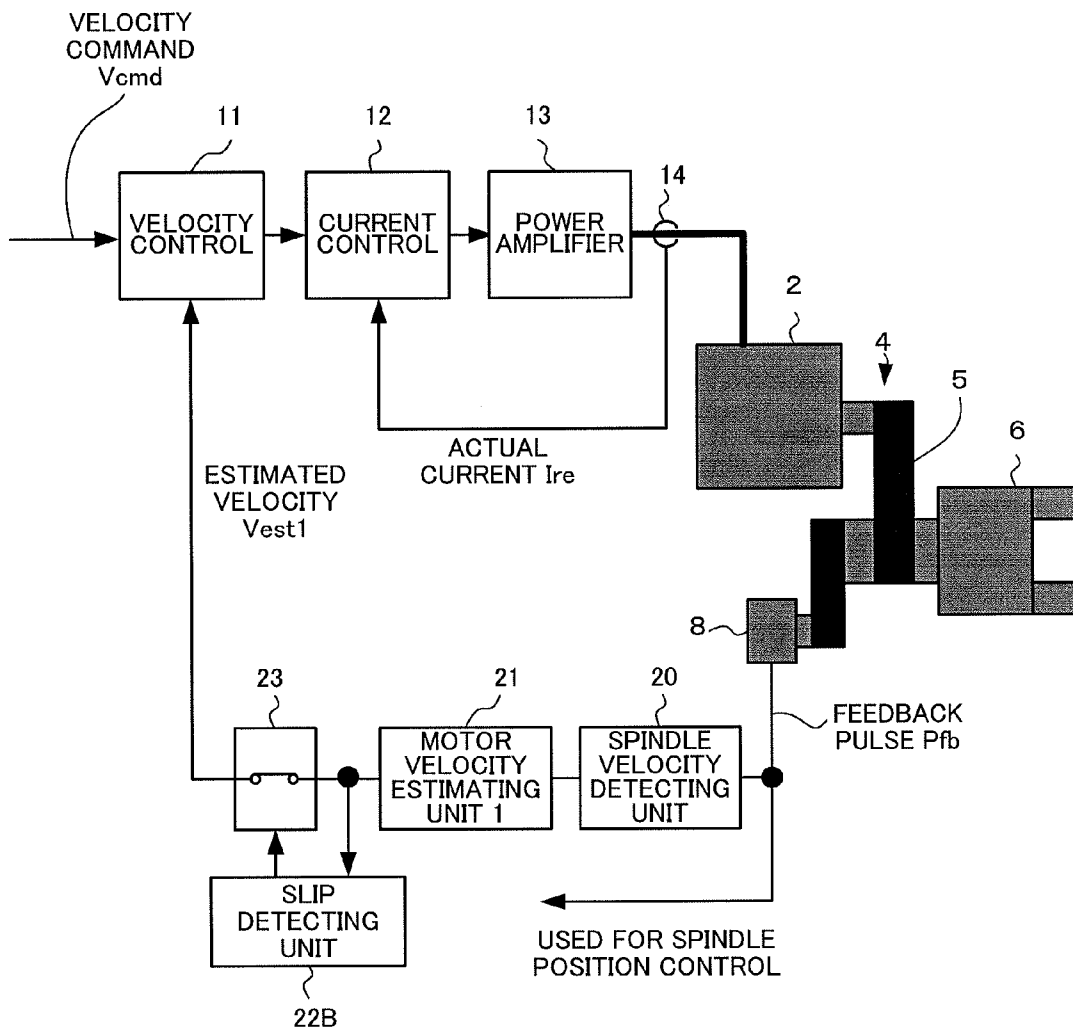 VELOCITY
COMMAND
Vcmd
11
12
13
14
VELOCITY
CONTROL
CURRENT
CONTROL
POWER
AMPLIFIER
2
4
5
6
ACTUAL
CURRENT Ire
ESTIMATED
VELOCITY
Vest1
8
23
21
20
FEEDBACK
PULSE Pfb
MOTOR
VELOCITY
ESTIMATING
UNIT 1
SPINDLE
VELOCITY
DETECTING
UNIT
SLIP
DETECTING
UNIT
USED FOR SPINDLE
POSITION CONTROL
22B